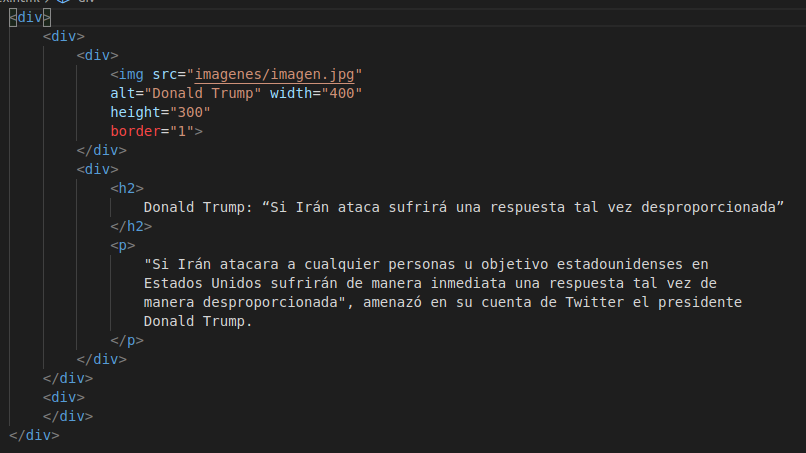 <div>
<div>
<div>
<img src="imagenes/imagen.jpg"
alt="Donald Trump" width="400"
height="300"
border="1">
</div>
<div>
<h2>
Donald Trump: “Si Irán ataca sufrirá una respuesta tal vez desproporcionada”
</h2>
<p>
"Si Irán atacara a cualquier personas u objetivo estadounidenses en
Estados Unidos sufrirán de manera inmediata una respuesta tal vez de
manera desproporcionada", amenazó en su cuenta de Twitter el presidente
Donald Trump.
</p>
</div>
</div>
<div>
</div>
</div>